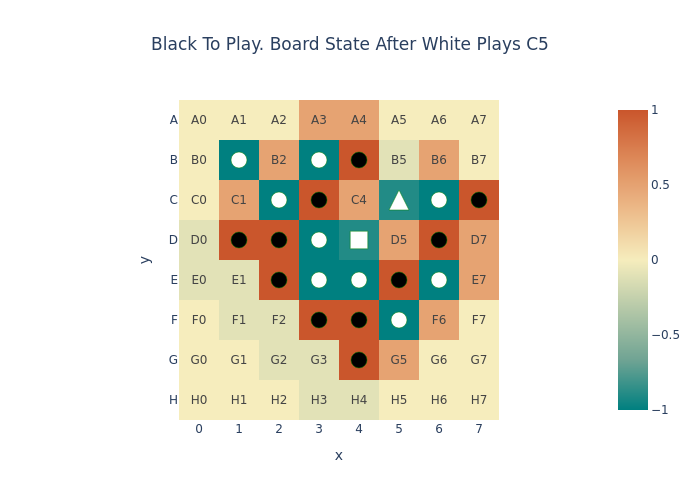 Black To Play. Board State After White Plays C5
A A0 A1 A2 A3 A4 A5 A6 A7
B B0 B2 B5 B6 B7
C C0 C1 C4
D D0 D5 D7
E E0 E1 E7
F F0 F1 F2 F6 F7
G G0 G1 G2 G3 G5 G6 G7
H H0 H1 H2 H3 H4 H5 H6 H7
0 1 2 3 4 5 6 7
x
y
1
0.5
0
−0.5
−1